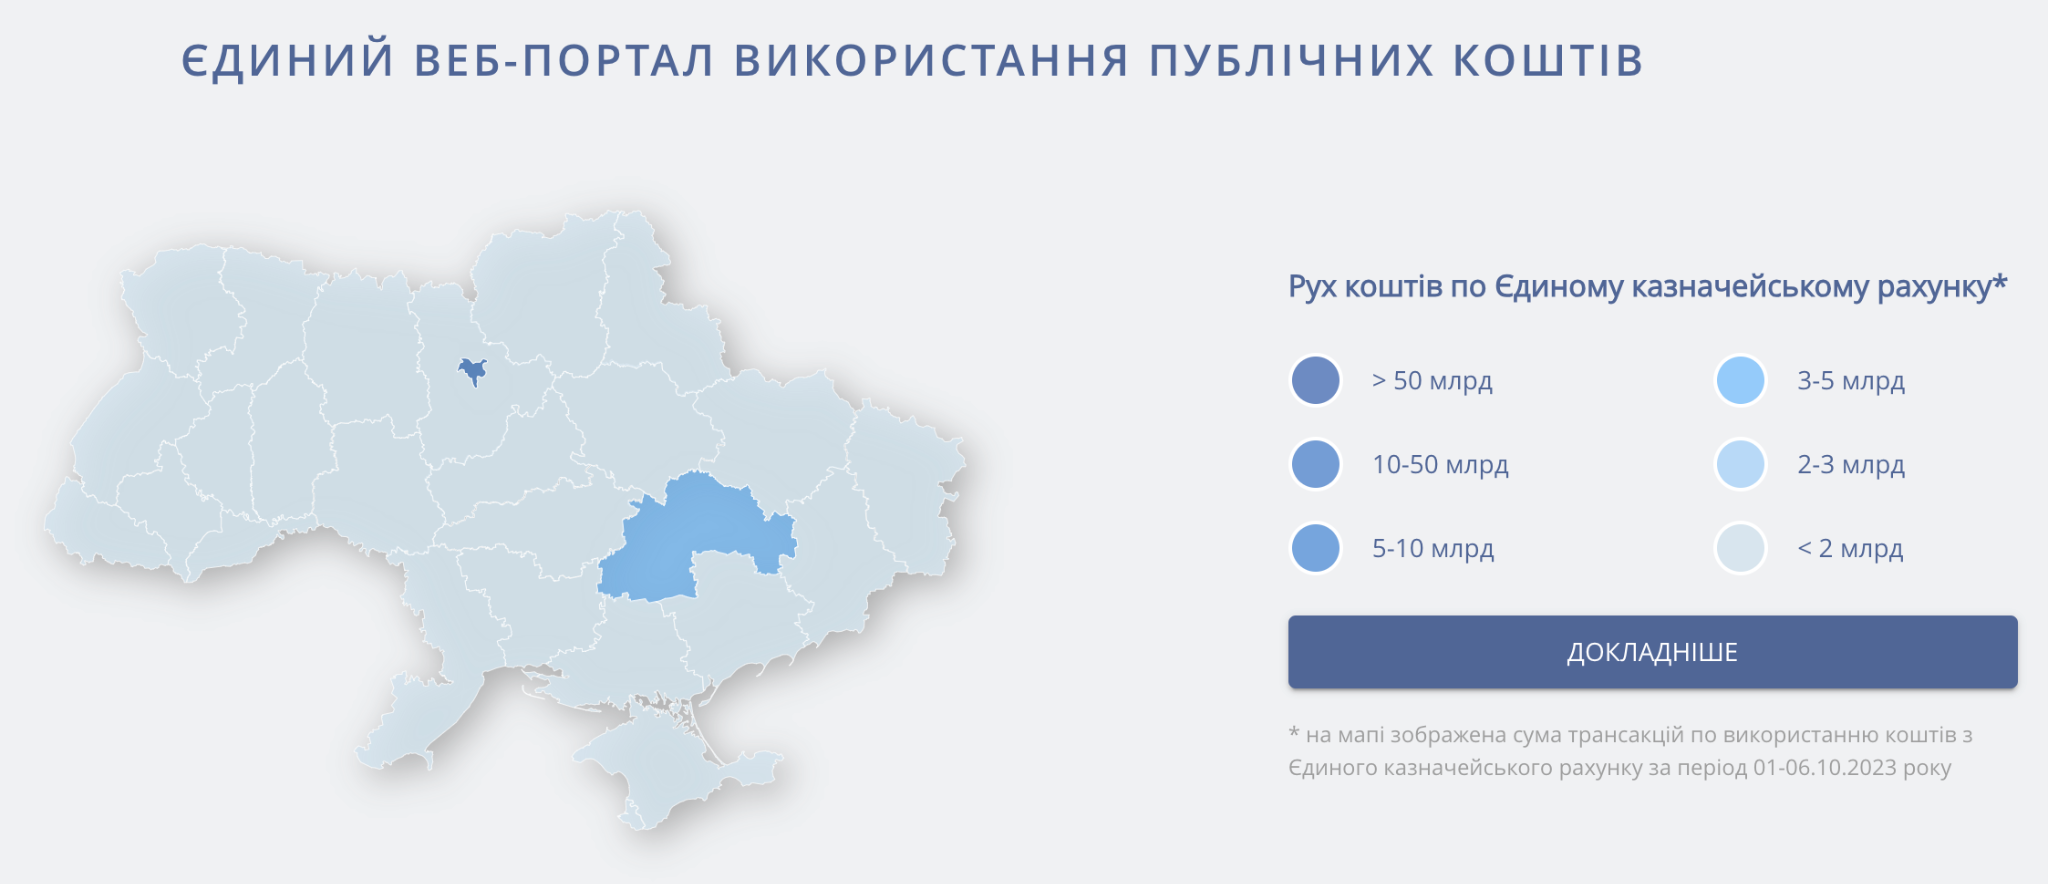 ЄДИНИЙ ВЕБ-ПОРТАЛ ВИКОРИСТАННЯ ПУБЛІЧНИХ КОШТІВ
Рух коштів по Єдиному казначейському рахунку*
> 50 млрд
3-5 млрд
10-50 млрд
2-3 млрд
5-10 млрд
< 2 млрд
ДОКЛАДНІШЕ
* на мапі зображена сума трансакцій по використанню коштів з
Єдиного казначейського рахунку за період 01-06.10.2023 року